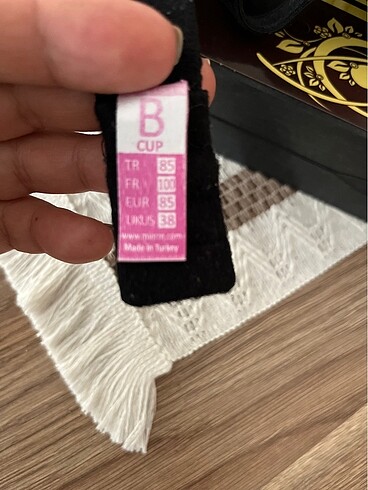 B
CUP
TR 85
FR 100
EUR 85
UK/US 38
Made in Turkey